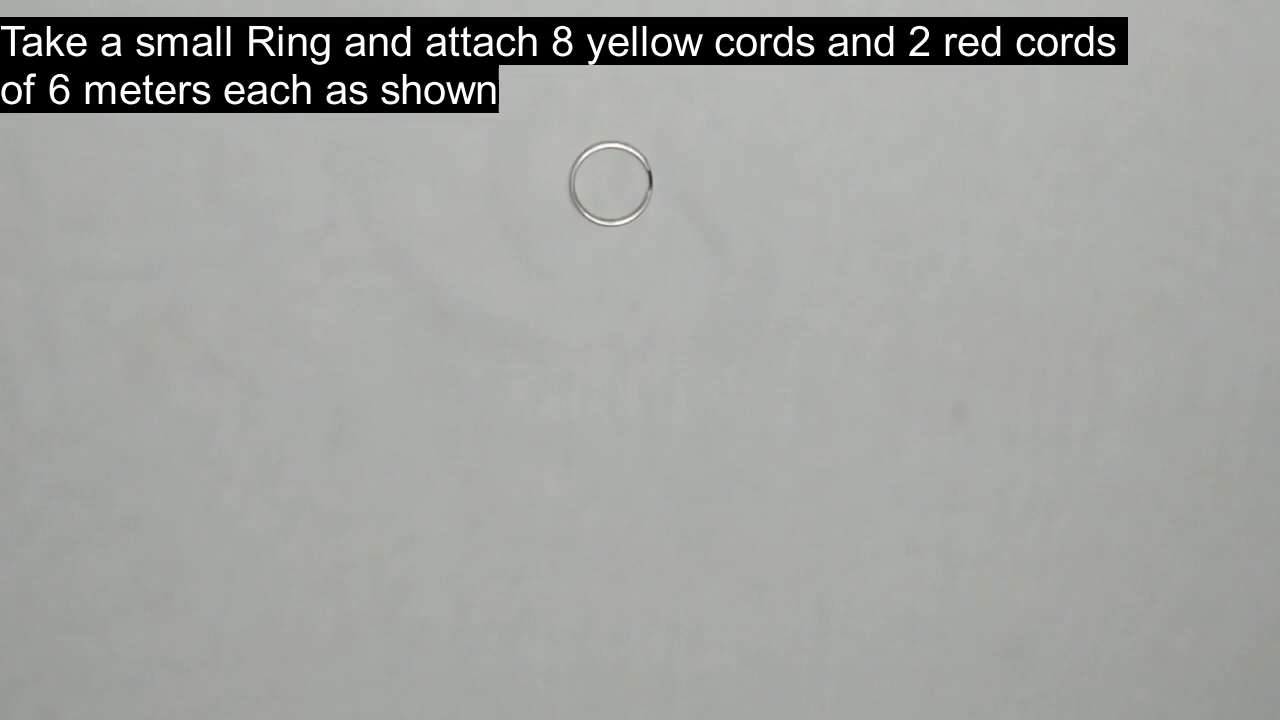 Take a small Ring and attach 8 yellow cords and 2 red cords
of 6 meters each as shown